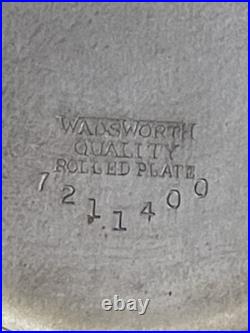 WADSWORTH
QUALITY
ROLLED PLATE
7211400